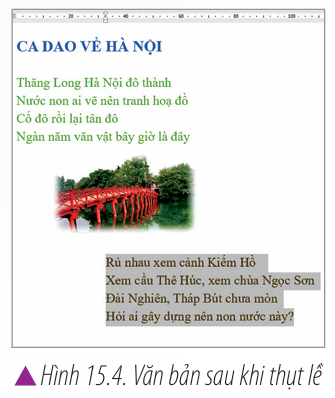 20 20 40 60 80 100
CA DAO VỀ HÀ NỘI
Thăng Long Hà Nội đô thành
Nước non ai vẽ nên tranh hoạ đồ
Cố đô rồi lại tân đô
Ngàn năm văn vật bây giờ là đây
Rủ nhau xem cảnh Kiếm Hồ
Xem cầu Thê Húc, xem chùa Ngọc Sơn
Đài Nghiên, Tháp Bút chưa mòn
Hỏi ai gây dựng nên non nước này?
Hình 15.4. Văn bản sau khi thụt lề